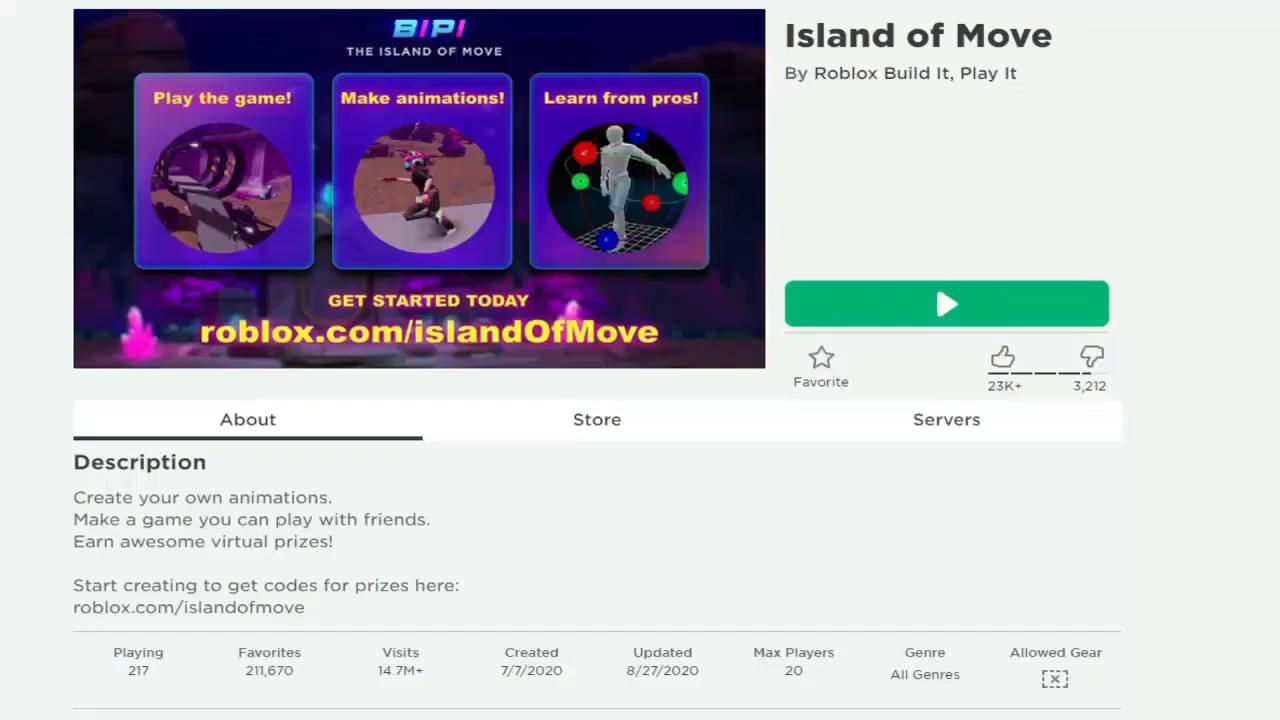 BIPI
THE ISLAND OF MOVE
Play the game!
Make animations!
Learn from pros!
GET STARTED TODAY
roblox.com/islandOfMove
Island of Move
By Roblox Build It, Play It
Favorite
23K+
3,212
About
Store
Servers
Description
Create your own animations.
Make a game you can play with friends.
Earn awesome virtual prizes!
Start creating to get codes for prizes here:
roblox.com/islandofmove
Playing
217
Favorites
211,670
Visits
14.7M+
Created
7/7/2020
Updated
8/27/2020
Max Players
20
Genre
All Genres
Allowed Gear